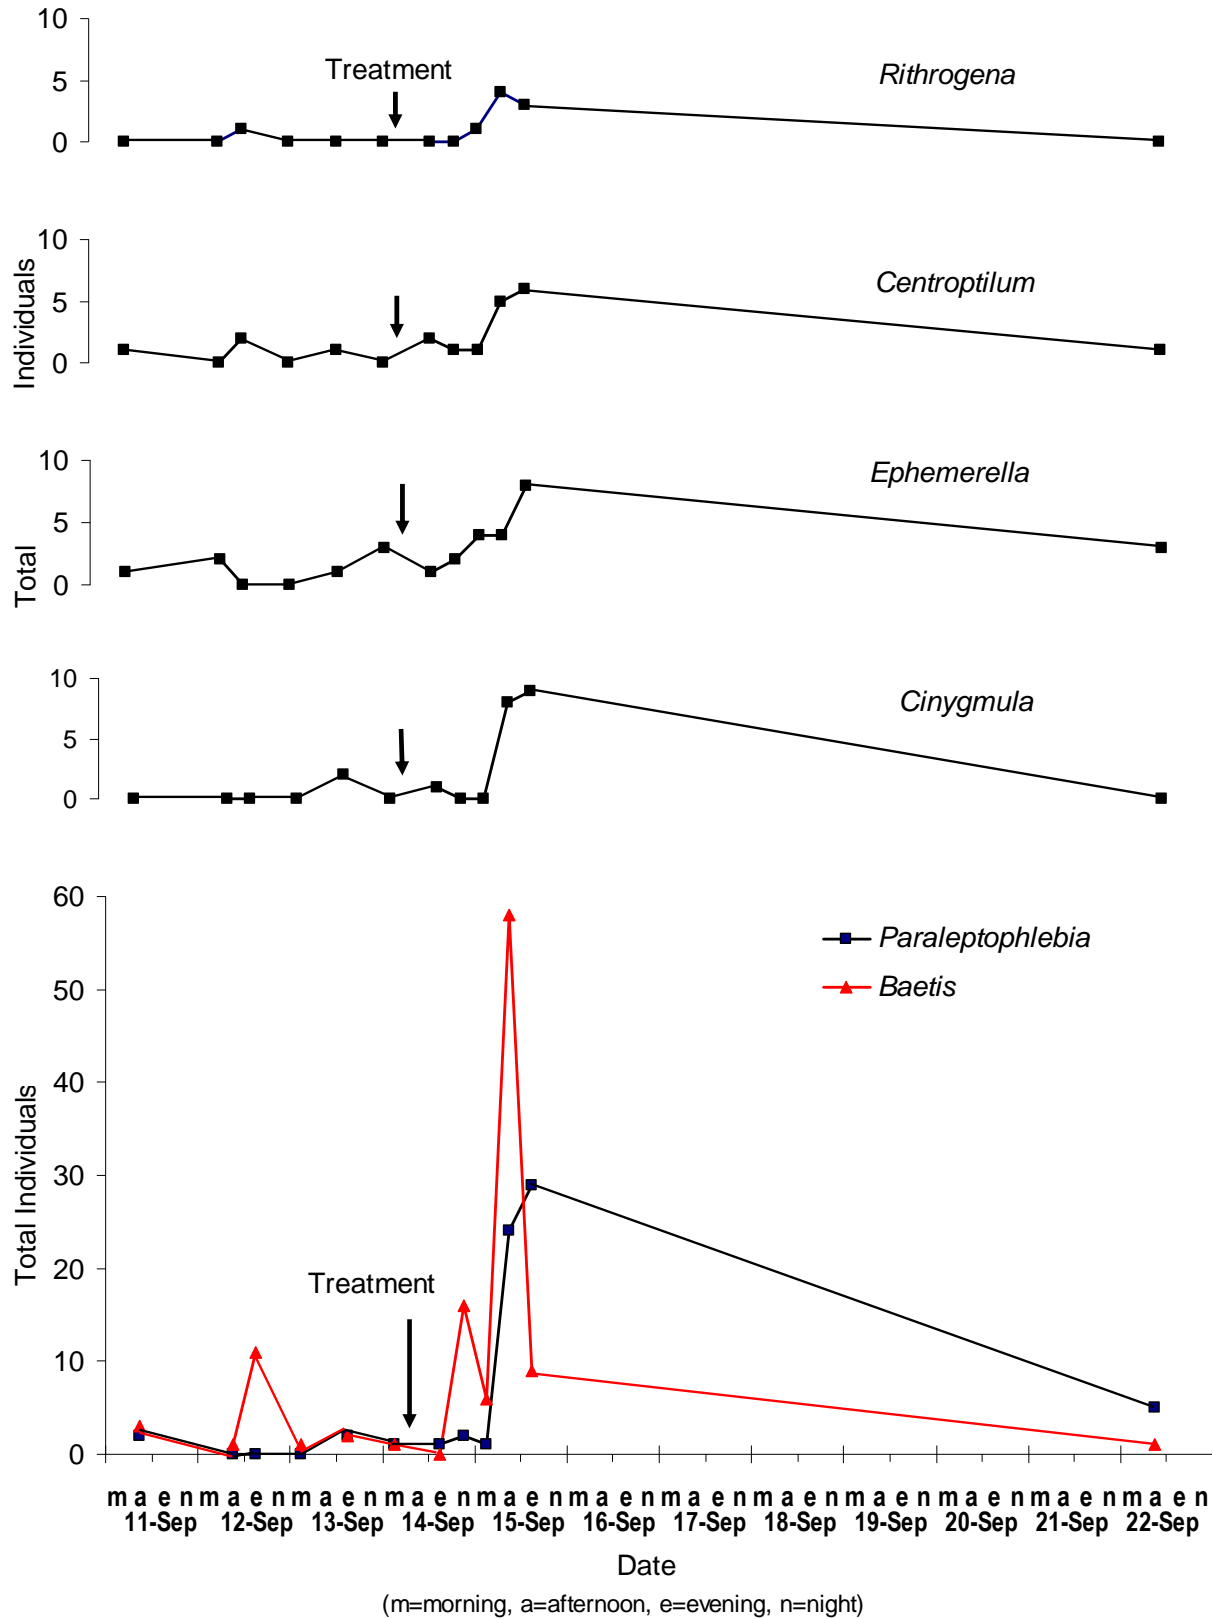 10
5
0
Treatment
Rithrogena
10
5
0
Centroptilum
Individuals
10
5
0
Ephemerella
Total
10
5
0
Cinygmula
60
50
40
30
20
10
0
Total Individuals
Paraleptophlebia
Baetis
Treatment
m a e n m a e n m a e n m a e n m a e n m a e n m a e n m a e n m a e n m a e n m a e n m a e n
11-Sep 12-Sep 13-Sep 14-Sep 15-Sep 16-Sep 17-Sep 18-Sep 19-Sep 20-Sep 21-Sep 22-Sep
Date
(m=morning, a=afternoon, e=evening, n=night)